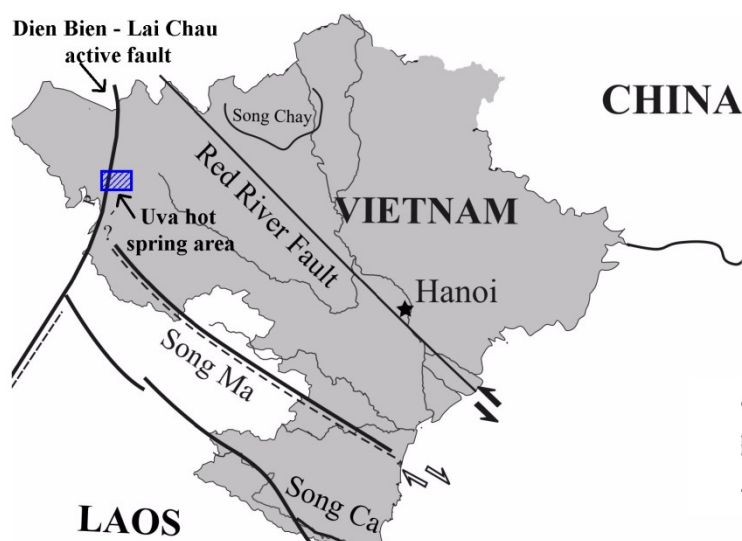 Dien Bien - Lai Chau
active fault
CHINA
Song Chay
Red River Fault
VIETNAM
Uva hot
spring area
?
Hanoi
Song Ma
Song Ca
LAOS